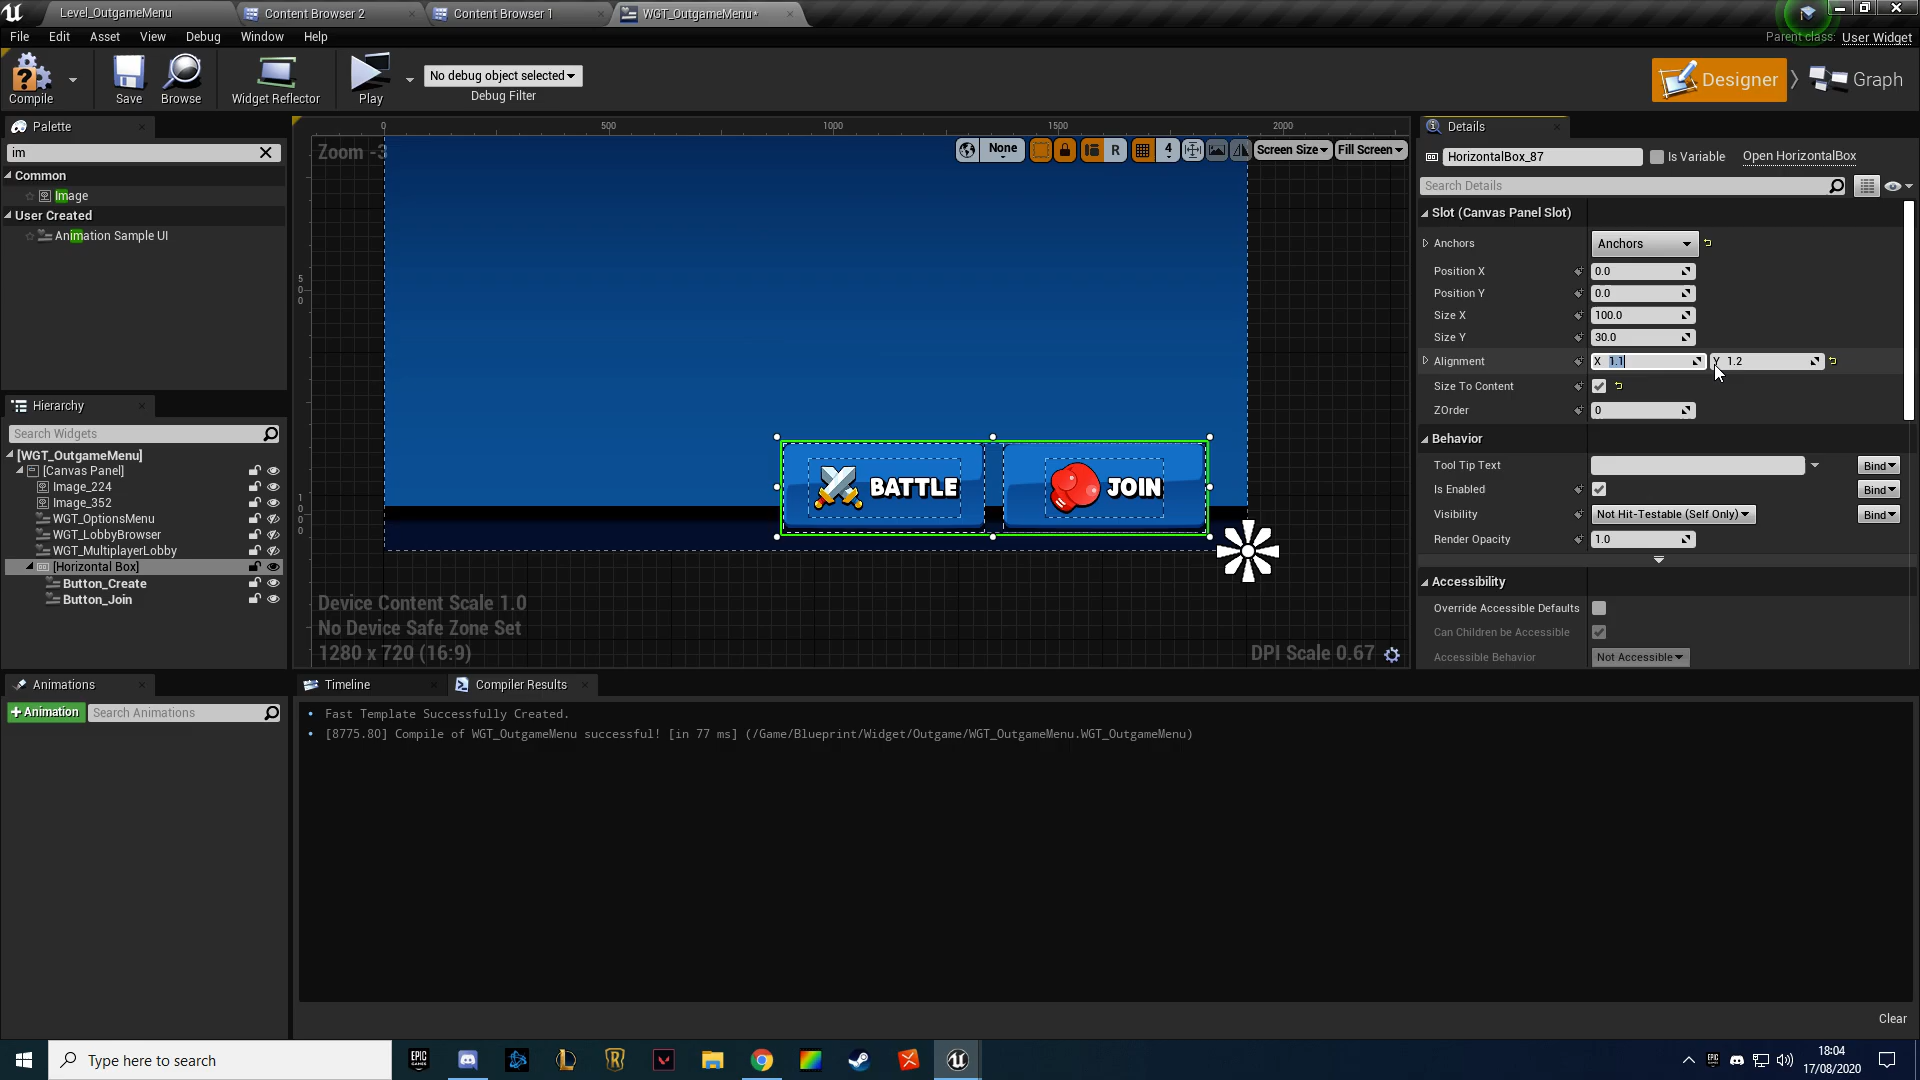 Level_OutgameMenu
Content Browser 2
Content Browser 1
WGT_OutgameMenu*
File Edit Asset View Debug Window Help
Parent class: User Widget
Compile
Save
Browse
Widget Reflector
Play
No debug object selected
Debug Filter
Designer
Graph
Palette
im
Common
Image
User Created
Animation Sample UI
Hierarchy
Search Widgets
[WGT_OutgameMenu]
[Canvas Panel]
Image_224
Image_352
WGT_OptionsMenu
WGT_LobbyBrowser
WGT_MultiplayerLobby
[Horizontal Box]
Button_Create
Button_Join
Animations
+Animation
Search Animations
0 500 1000 1500 2000
500
1000
Zoom -3
None
R
4
Screen Size
Fill Screen
BATTLE
JOIN
Device Content Scale 1.0
No Device Safe Zone Set
1280 x 720 (16:9)
DPI Scale 0.67
Timeline
Compiler Results
• Fast Template Successfully Created.
• [8775.80] Compile of WGT_OutgameMenu successful! [in 77 ms] (/Game/Blueprint/Widget/Outgame/WGT_OutgameMenu.WGT_OutgameMenu)
Clear
Details
HorizontalBox_87
Is Variable
Open HorizontalBox
Search Details
Slot (Canvas Panel Slot)
Anchors
Anchors
Position X 0.0
Position Y 0.0
Size X 100.0
Size Y 30.0
Alignment X 1.1 Y 1.2
Size To Content
ZOrder 0
Behavior
Tool Tip Text Bind
Is Enabled Bind
Visibility Not Hit-Testable (Self Only) Bind
Render Opacity 1.0
Accessibility
Override Accessible Defaults
Can Children be Accessible
Accessible Behavior Not Accessible
Type here to search
EPIC GAMES
18:04
17/08/2020